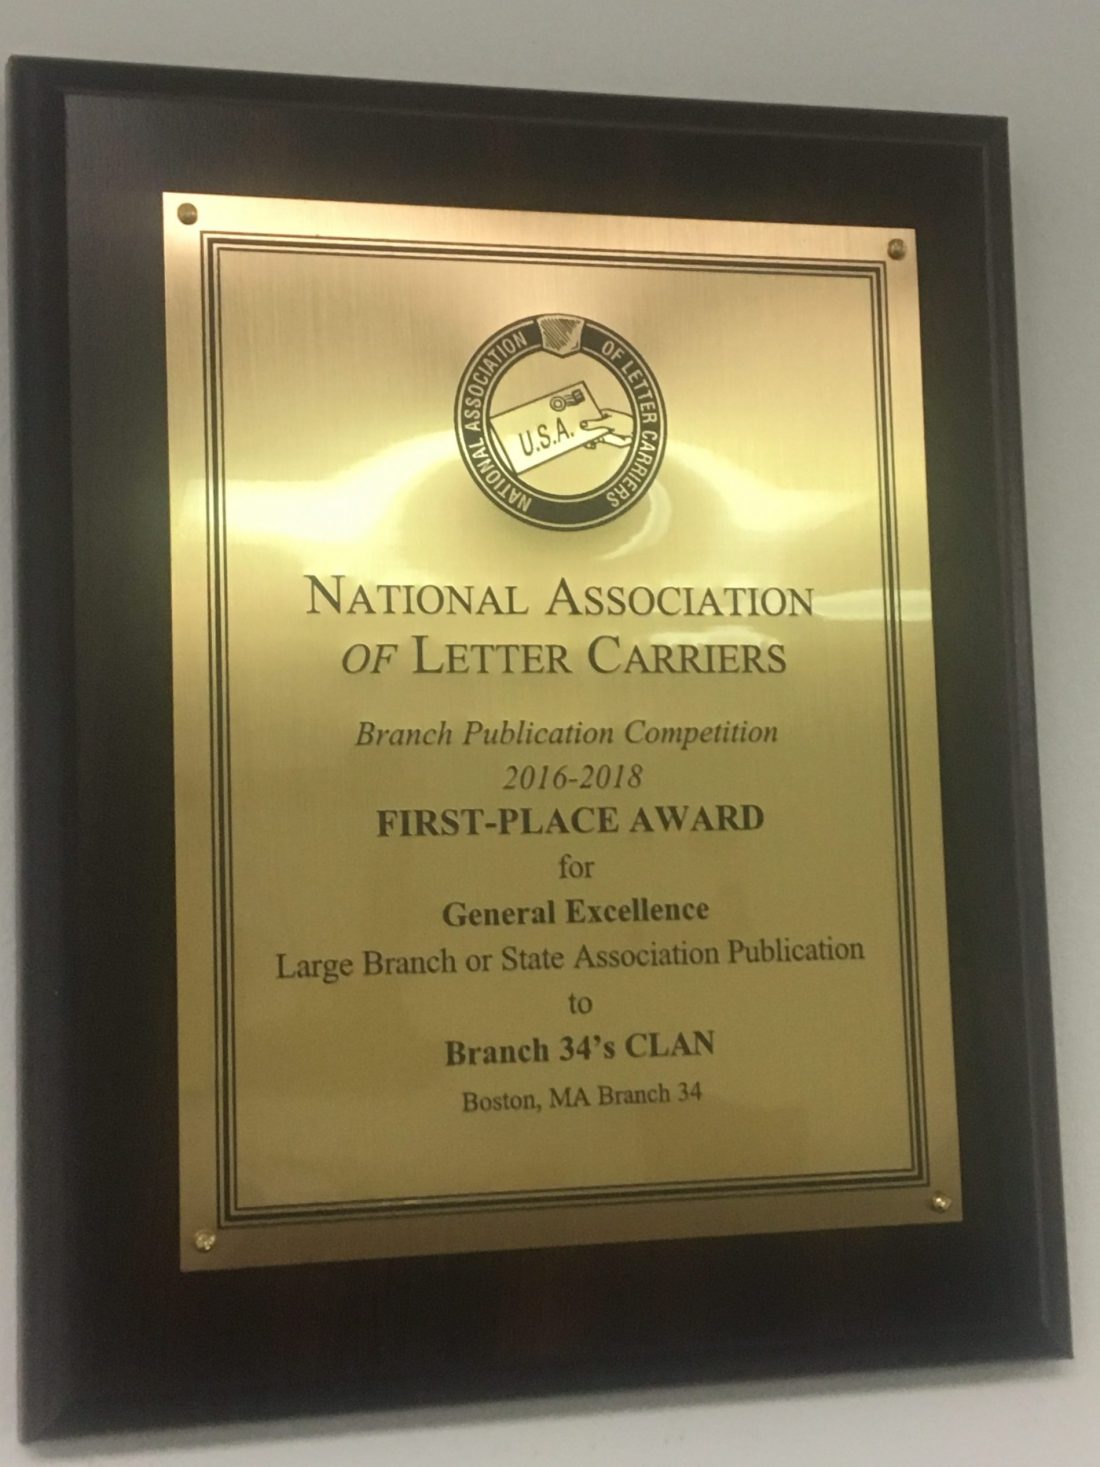 NATIONAL ASSOCIATION OF LETTER CARRIERS
U.S.A.
NATIONAL ASSOCIATION
OF LETTER CARRIERS
Branch Publication Competition
2016-2018
FIRST-PLACE AWARD
for
General Excellence
Large Branch or State Association Publication
to
Branch 34's CLAN
Boston, MA Branch 34